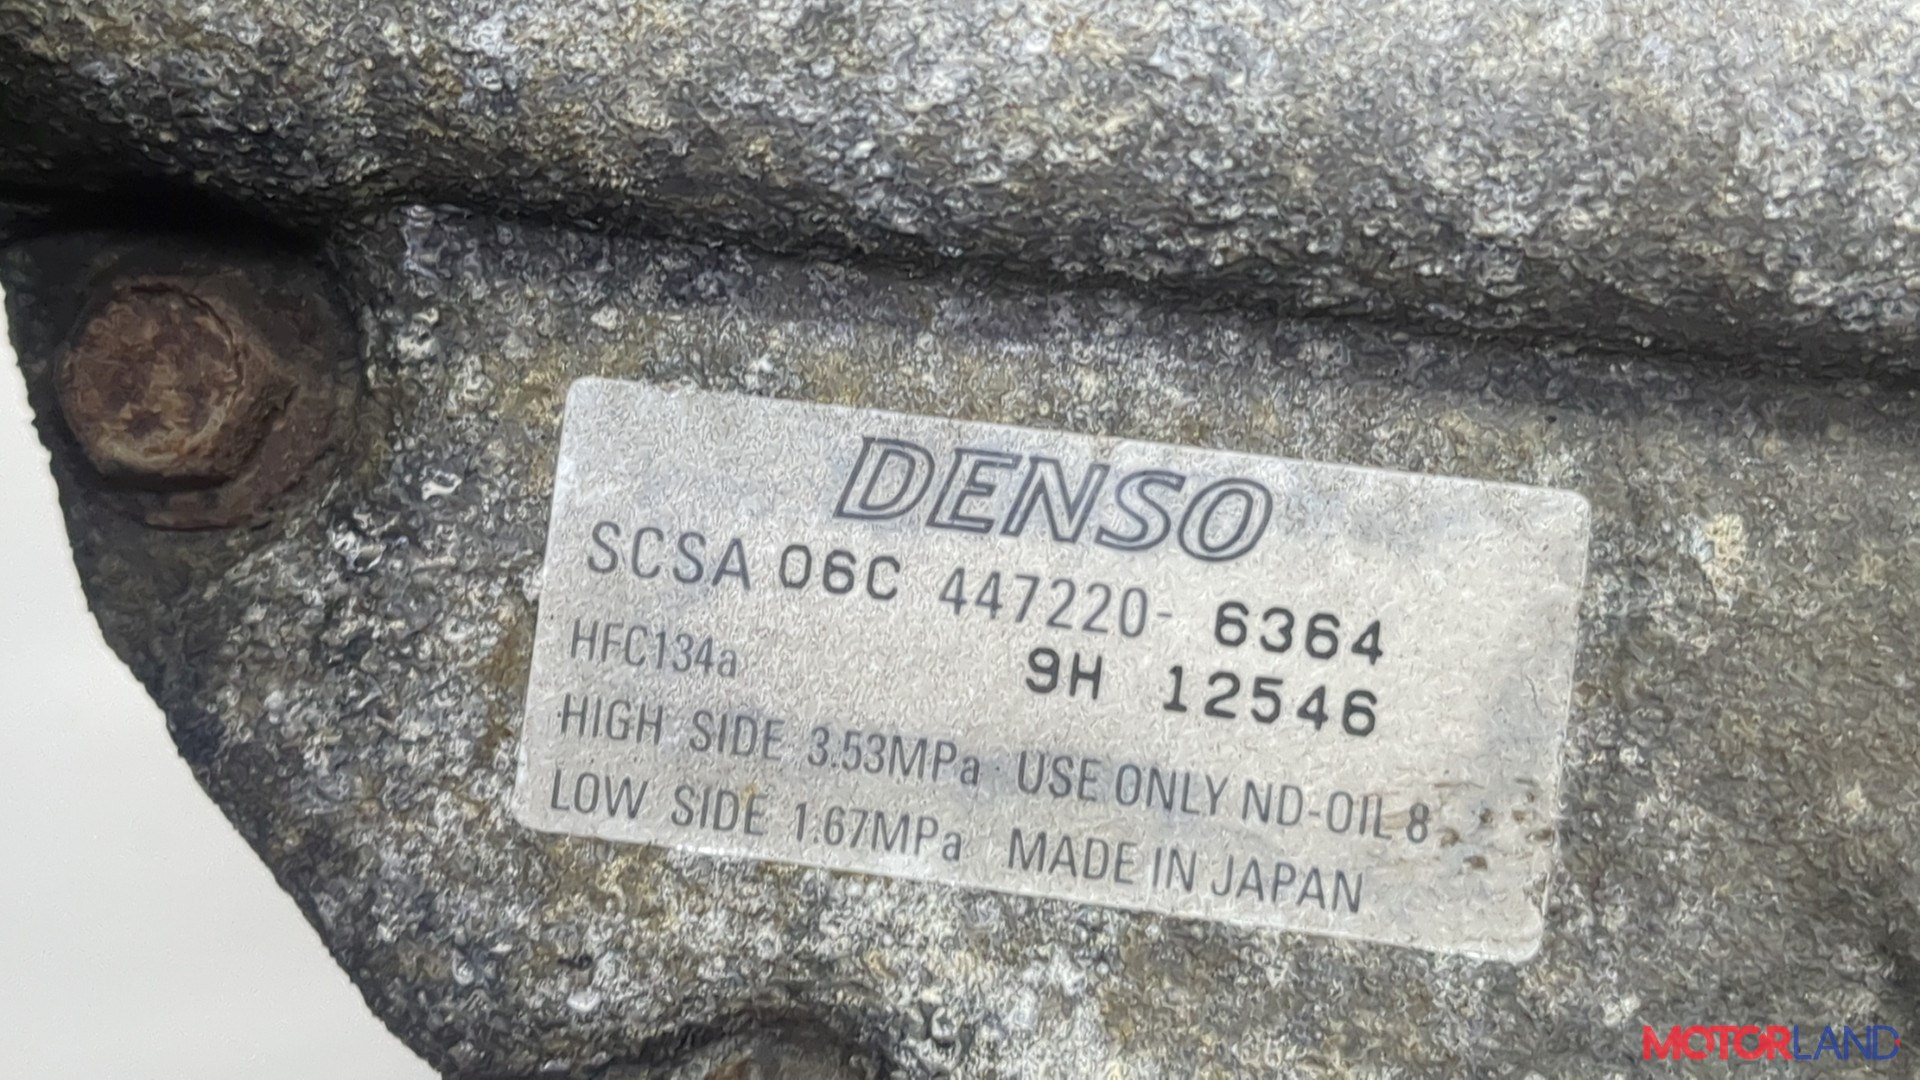 DENSO
SCSA 06C 447220- 6364
HFC134a 9H 12546
HIGH SIDE 3.53MPa USE ONLY ND-OIL 8
LOW SIDE 1.67MPa MADE IN JAPAN
MOTORLAND